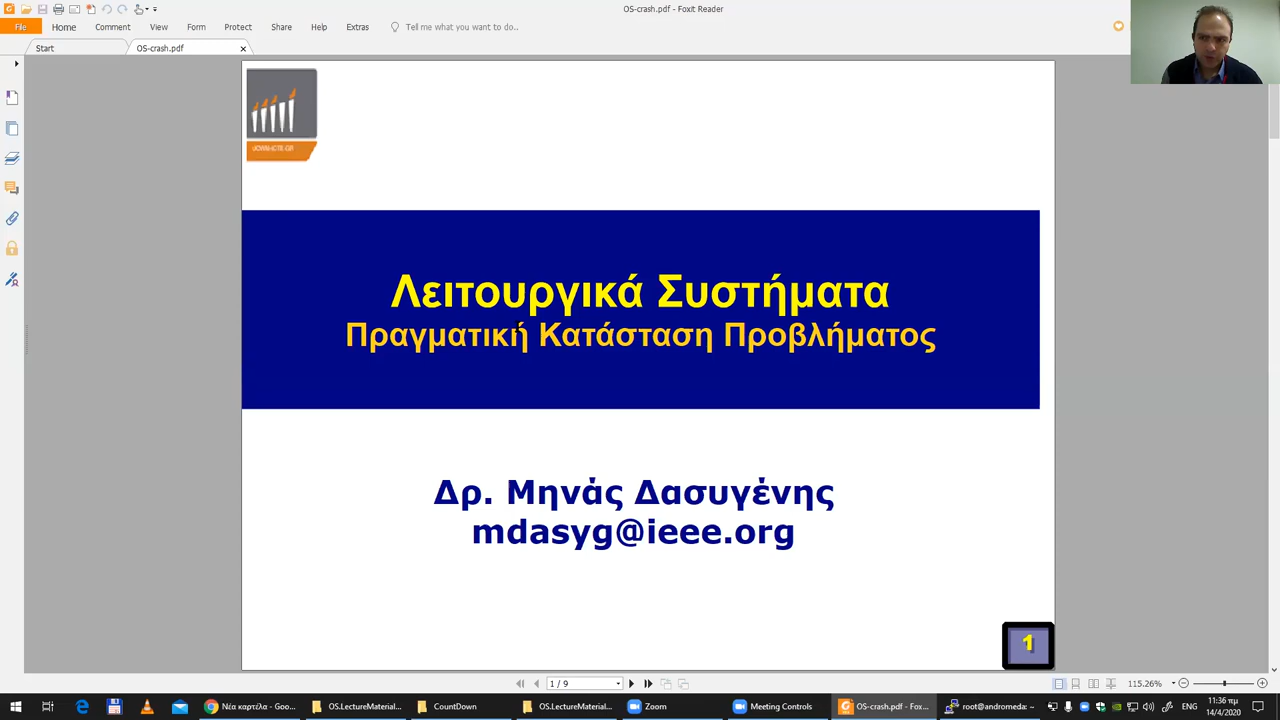 OS-crash.pdf - Foxit Reader
File Home Comment View Form Protect Share Help Extras Tell me what you want to do..
Start OS-crash.pdf
Λειτουργικά Συστήματα
Πραγματική Κατάσταση Προβλήματος
Δρ. Μηνάς Δασυγένης
mdasyg@ieee.org
1
1 / 9 115.26%
Νέα καρτέλα - Goo... OS.LectureMaterial... CountDown OS.LectureMaterial... Zoom Meeting Controls OS-crash.pdf - Fox... root@andromeda: ~ ΕΝΓ 11:36 πμ
14/4/2020